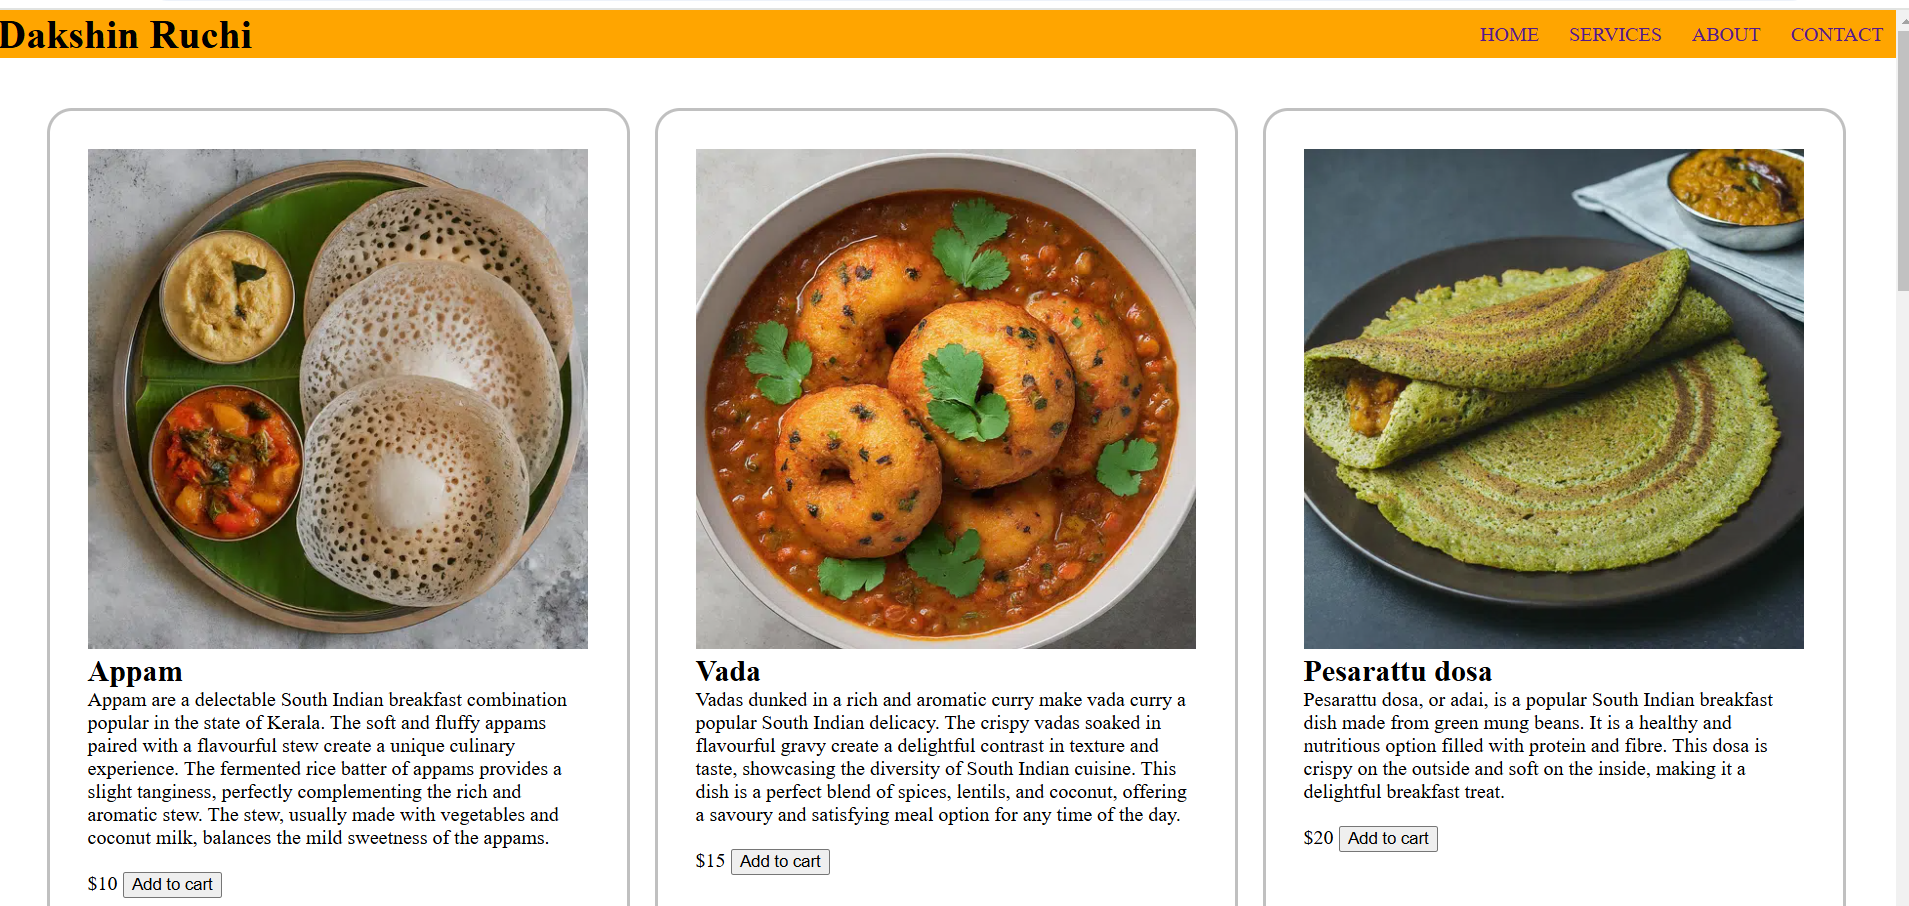 Dakshin Ruchi
HOME SERVICES ABOUT CONTACT
Appam
Appam are a delectable South Indian breakfast combination
popular in the state of Kerala. The soft and fluffy appams
paired with a flavourful stew create a unique culinary
experience. The fermented rice batter of appams provides a
slight tanginess, perfectly complementing the rich and
aromatic stew. The stew, usually made with vegetables and
coconut milk, balances the mild sweetness of the appams.
$10 Add to cart
Vada
Vadas dunked in a rich and aromatic curry make vada curry a
popular South Indian delicacy. The crispy vadas soaked in
flavourful gravy create a delightful contrast in texture and
taste, showcasing the diversity of South Indian cuisine. This
dish is a perfect blend of spices, lentils, and coconut, offering
a savoury and satisfying meal option for any time of the day.
$15 Add to cart
Pesarattu dosa
Pesarattu dosa, or adai, is a popular South Indian breakfast
dish made from green mung beans. It is a healthy and
nutritious option filled with protein and fibre. This dosa is
crispy on the outside and soft on the inside, making it a
delightful breakfast treat.
$20 Add to cart